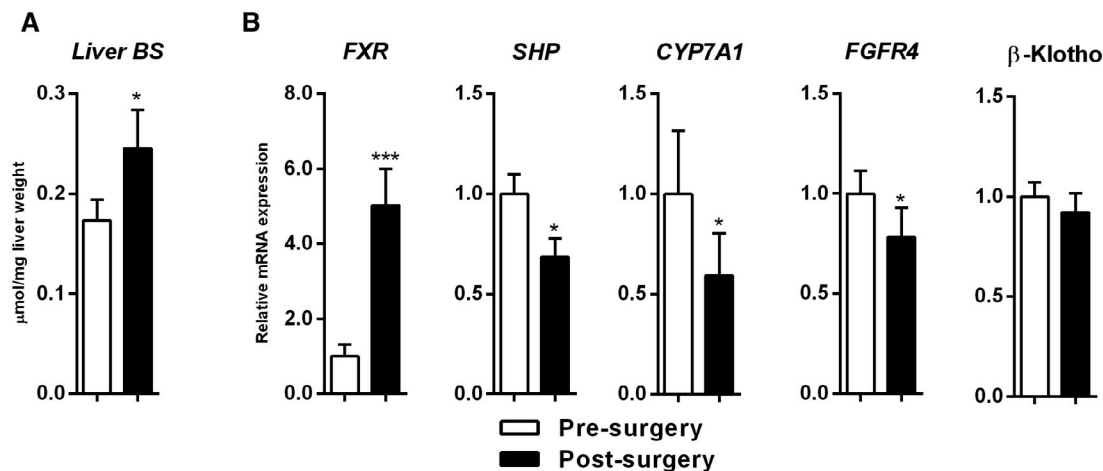 A
B
Liver BS
FXR
SHP
CYP7A1
FGFR4
β-Klotho
μmol/mg liver weight
0.3
0.2
0.1
0.0
*
Relative mRNA expression
8.0
6.0
4.0
2.0
0.0
***
1.5
1.0
0.5
0.0
*
1.5
1.0
0.5
0.0
*
1.5
1.0
0.5
0.0
*
1.5
1.0
0.5
1.0
Pre-surgery
Post-surgery